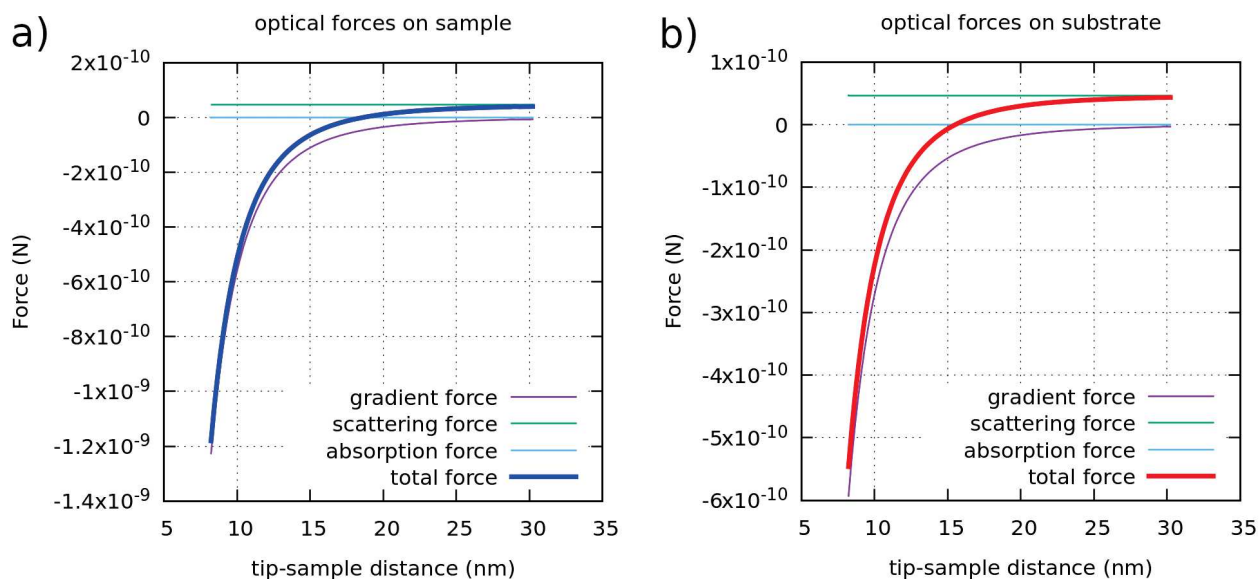 a)
optical forces on sample
2x10⁻¹⁰
0
-2x10⁻¹⁰
-4x10⁻¹⁰
-6x10⁻¹⁰
-8x10⁻¹⁰
-1x10⁻⁹
-1.2x10⁻⁹
-1.4x10⁻⁹
Force (N)
gradient force
scattering force
absorption force
total force
5 10 15 20 25 30 35
tip-sample distance (nm)
b)
optical forces on substrate
1x10⁻¹⁰
0
-1x10⁻¹⁰
-2x10⁻¹⁰
-3x10⁻¹⁰
-4x10⁻¹⁰
-5x10⁻¹⁰
-6x10⁻¹⁰
Force (N)
gradient force
scattering force
absorption force
total force
5 10 15 20 25 30 35
tip-sample distance (nm)